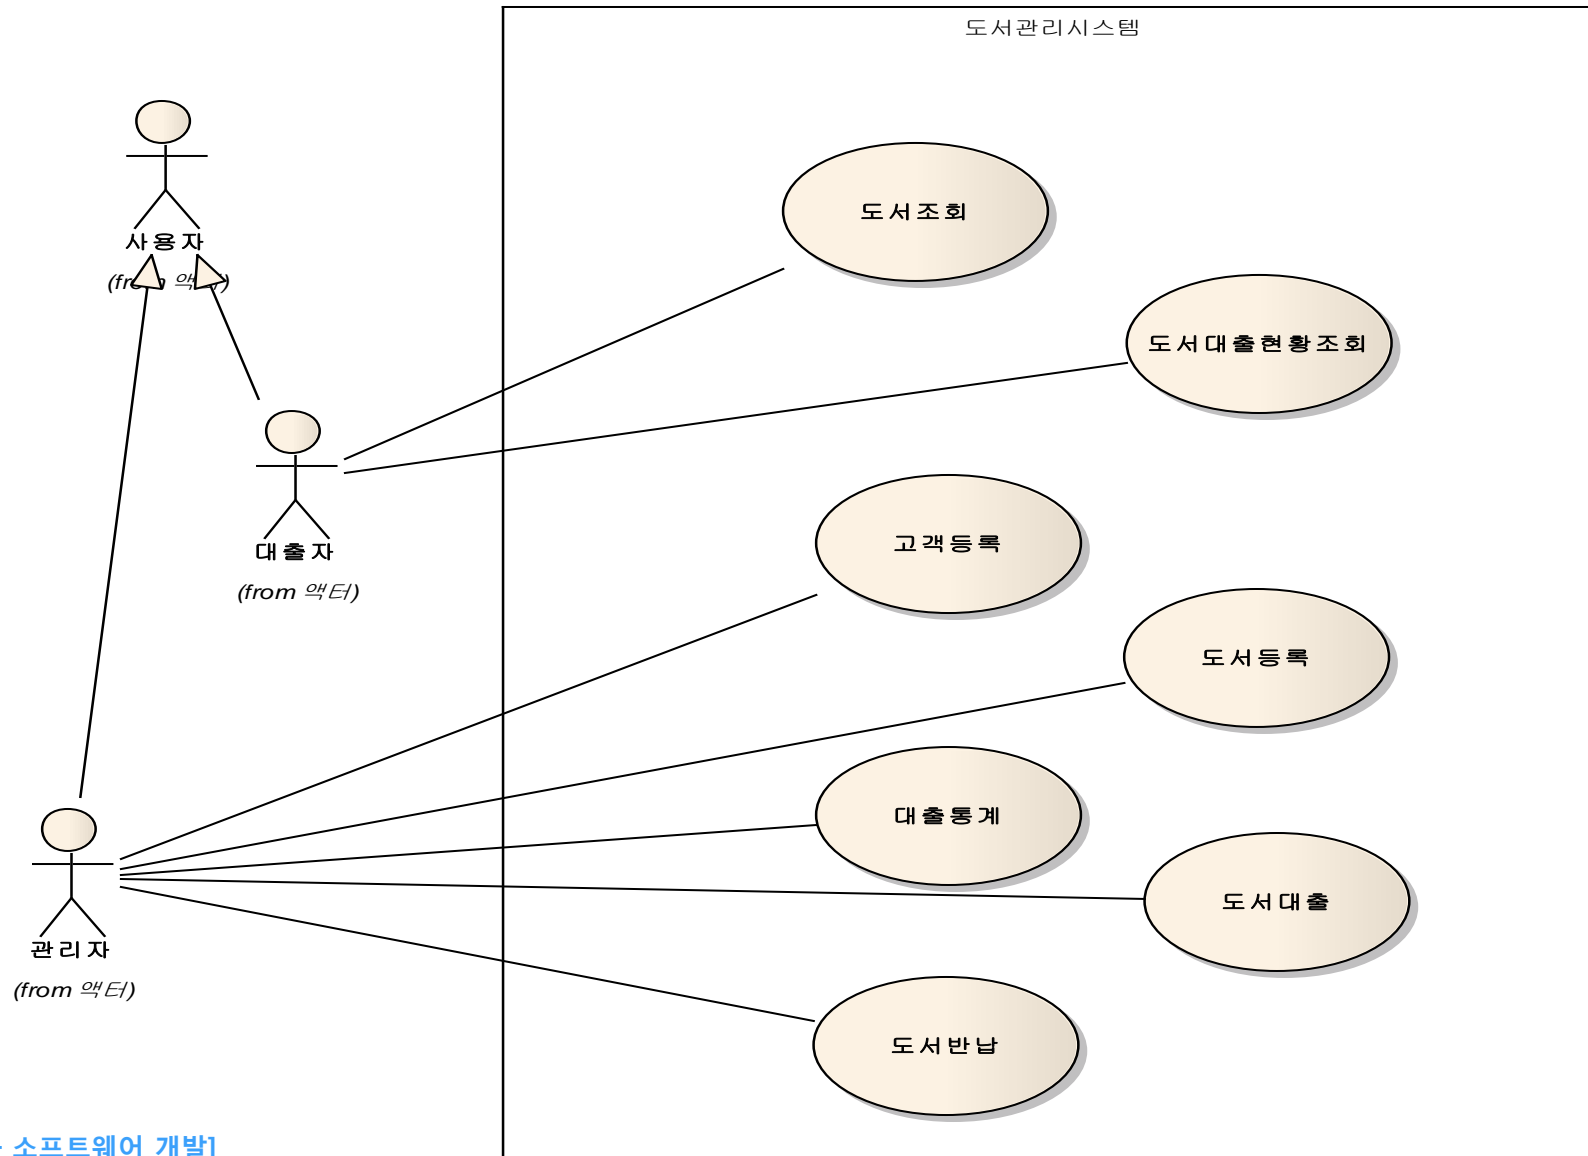 도서관리시스템
사용자
(from 액터)
도서조회
도서대출현황조회
대출자
(from 액터)
고객등록
도서등록
대출통계
도서대출
관리자
(from 액터)
도서반납
소프트웨어 개발]